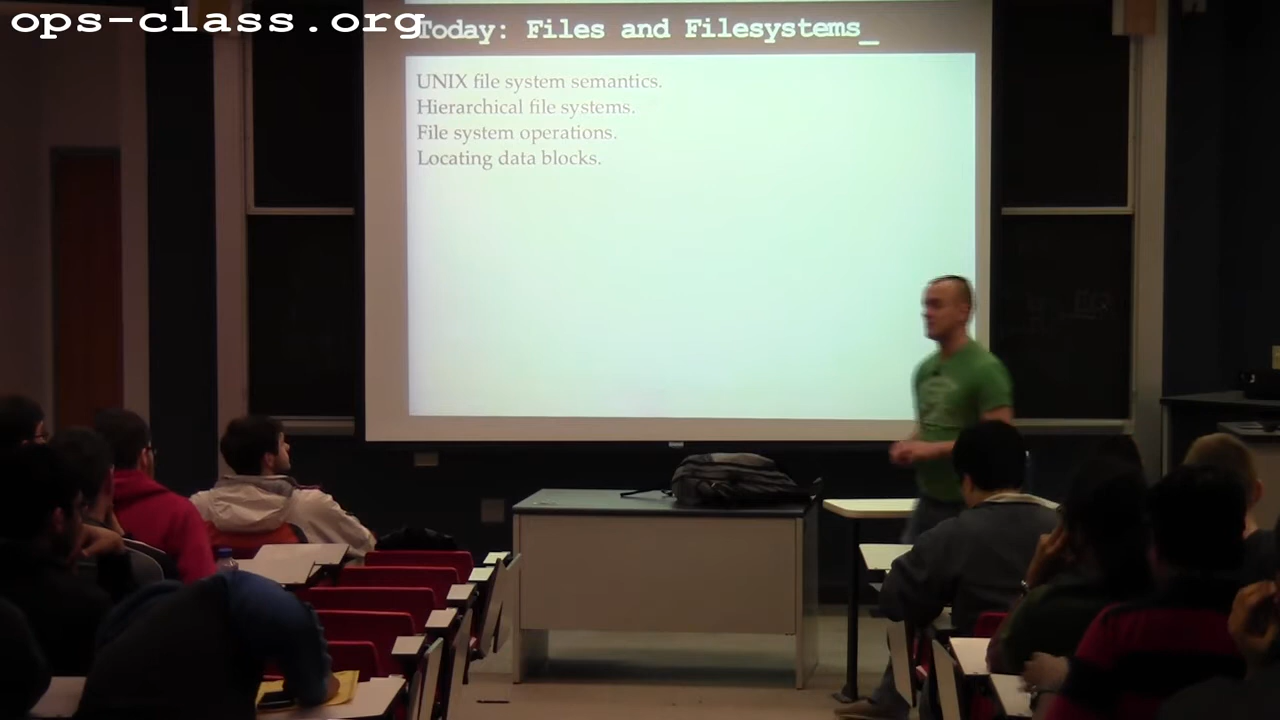 ops-class.org
Today: Files and Filesystems_
UNIX file system semantics.
Hierarchical file systems.
File system operations.
Locating data blocks.